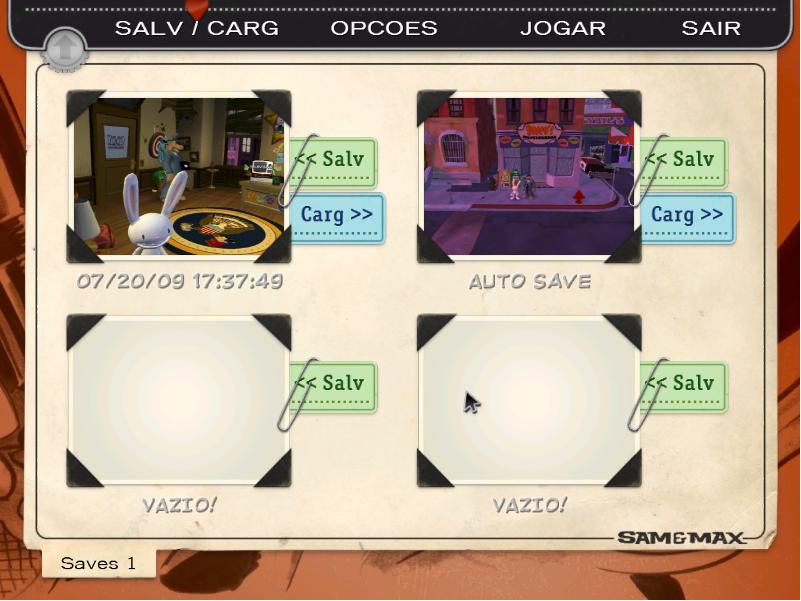 SALV / CARG OPCOES JOGAR SAIR
<< Salv
<< Salv
Carg >>
Carg >>
07/20/09 17:37:49
AUTO SAVE
<< Salv
<< Salv
VAZIO!
VAZIO!
SAM&MAX
Saves 1